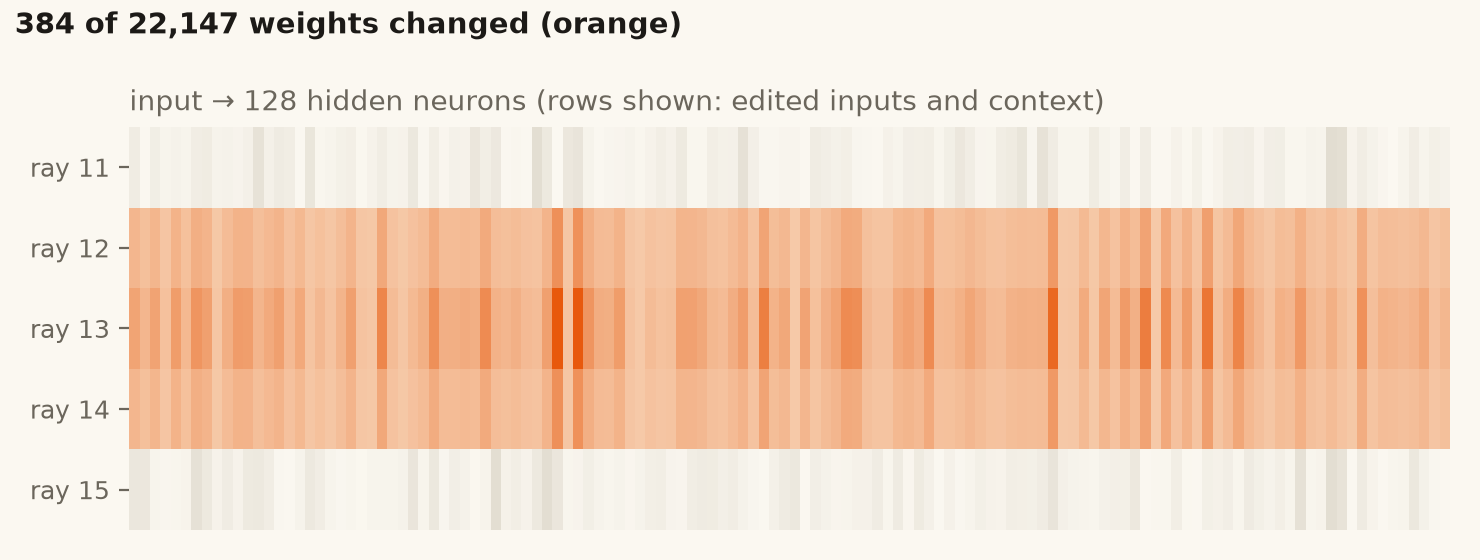 384 of 22,147 weights changed (orange)
input → 128 hidden neurons (rows shown: edited inputs and context)
ray 11
ray 12
ray 13
ray 14
ray 15